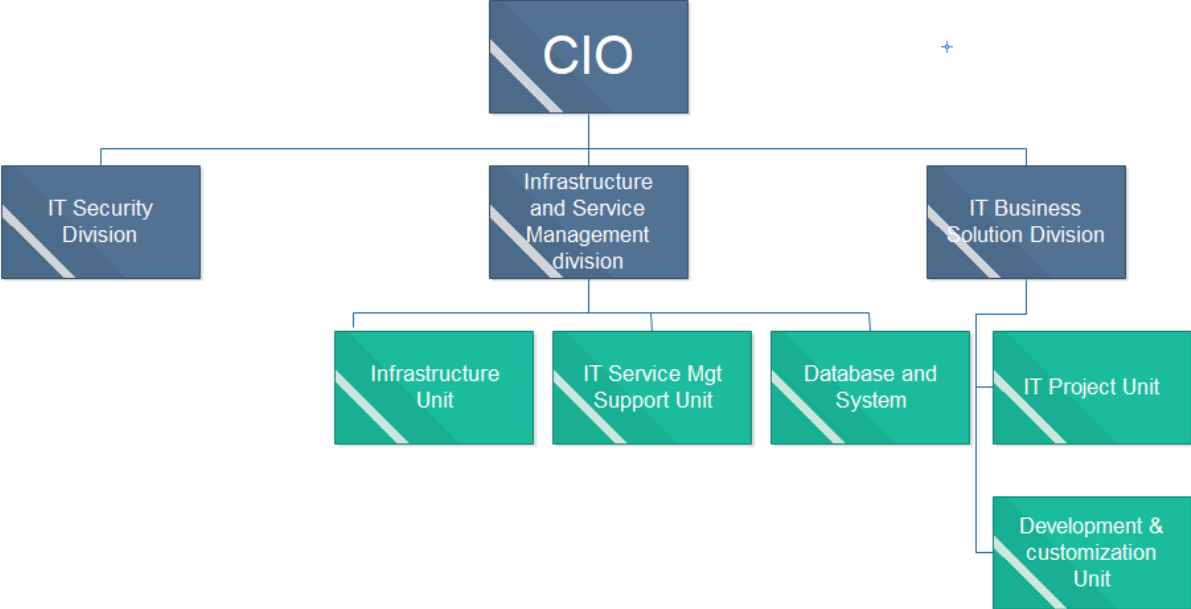 CIO
IT Security
Division
Infrastructure
and Service
Management
division
IT Business
Solution Division
Infrastructure
Unit
IT Service Mgt
Support Unit
Database and
System
IT Project Unit
Development &
customization
Unit